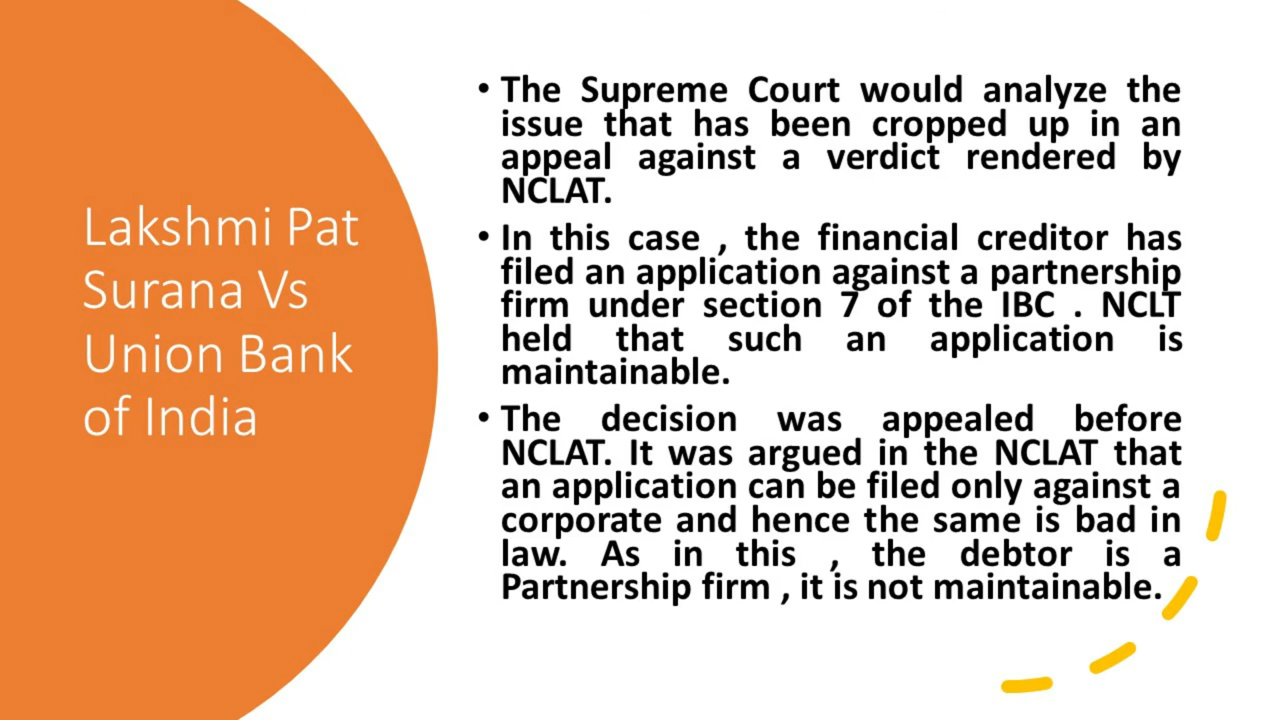 Lakshmi Pat
Surana Vs
Union Bank
of India
• The Supreme Court would analyze the
issue that has been cropped up in an
appeal against a verdict rendered by
NCLAT.
• In this case , the financial creditor has
filed an application against a partnership
firm under section 7 of the IBC . NCLT
held that such an application is
maintainable.
• The decision was appealed before
NCLAT. It was argued in the NCLAT that
an application can be filed only against a
corporate and hence the same is bad in
law. As in this , the debtor is a
Partnership firm , it is not maintainable.